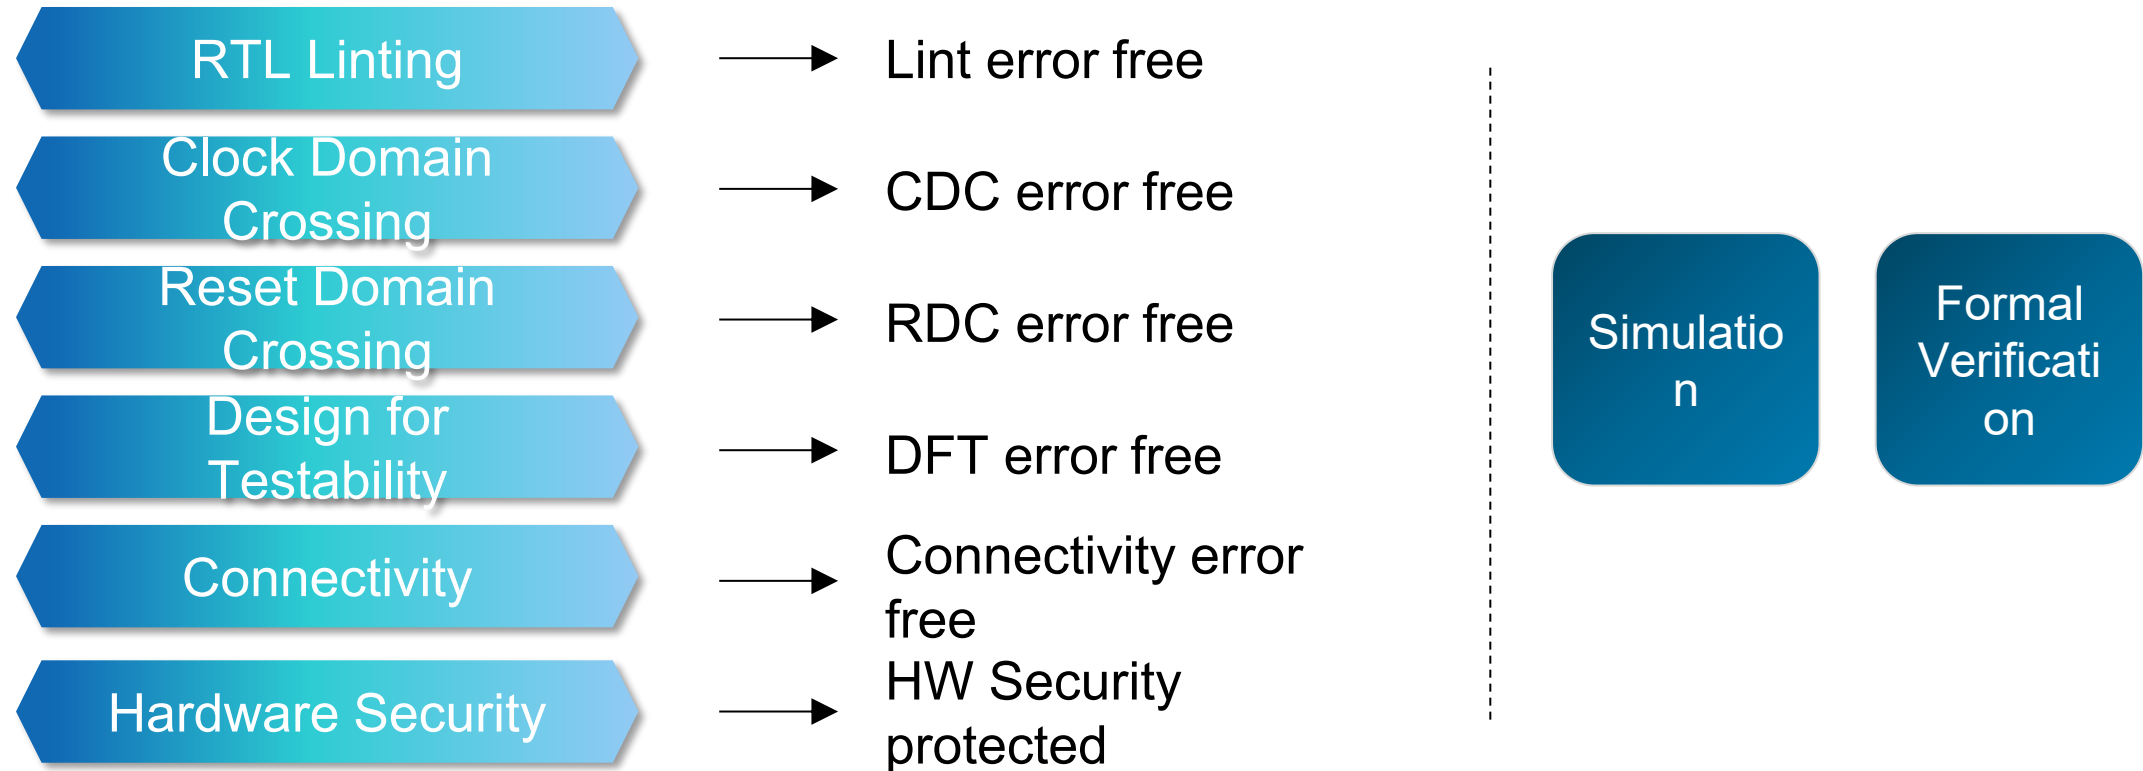 RTL Linting
Lint error free
Clock Domain
Crossing
CDC error free
Reset Domain
Crossing
RDC error free
Design for
Testability
DFT error free
Connectivity
Connectivity error
free
Hardware Security
HW Security
protected
Simulatio
n
Formal
Verificati
on